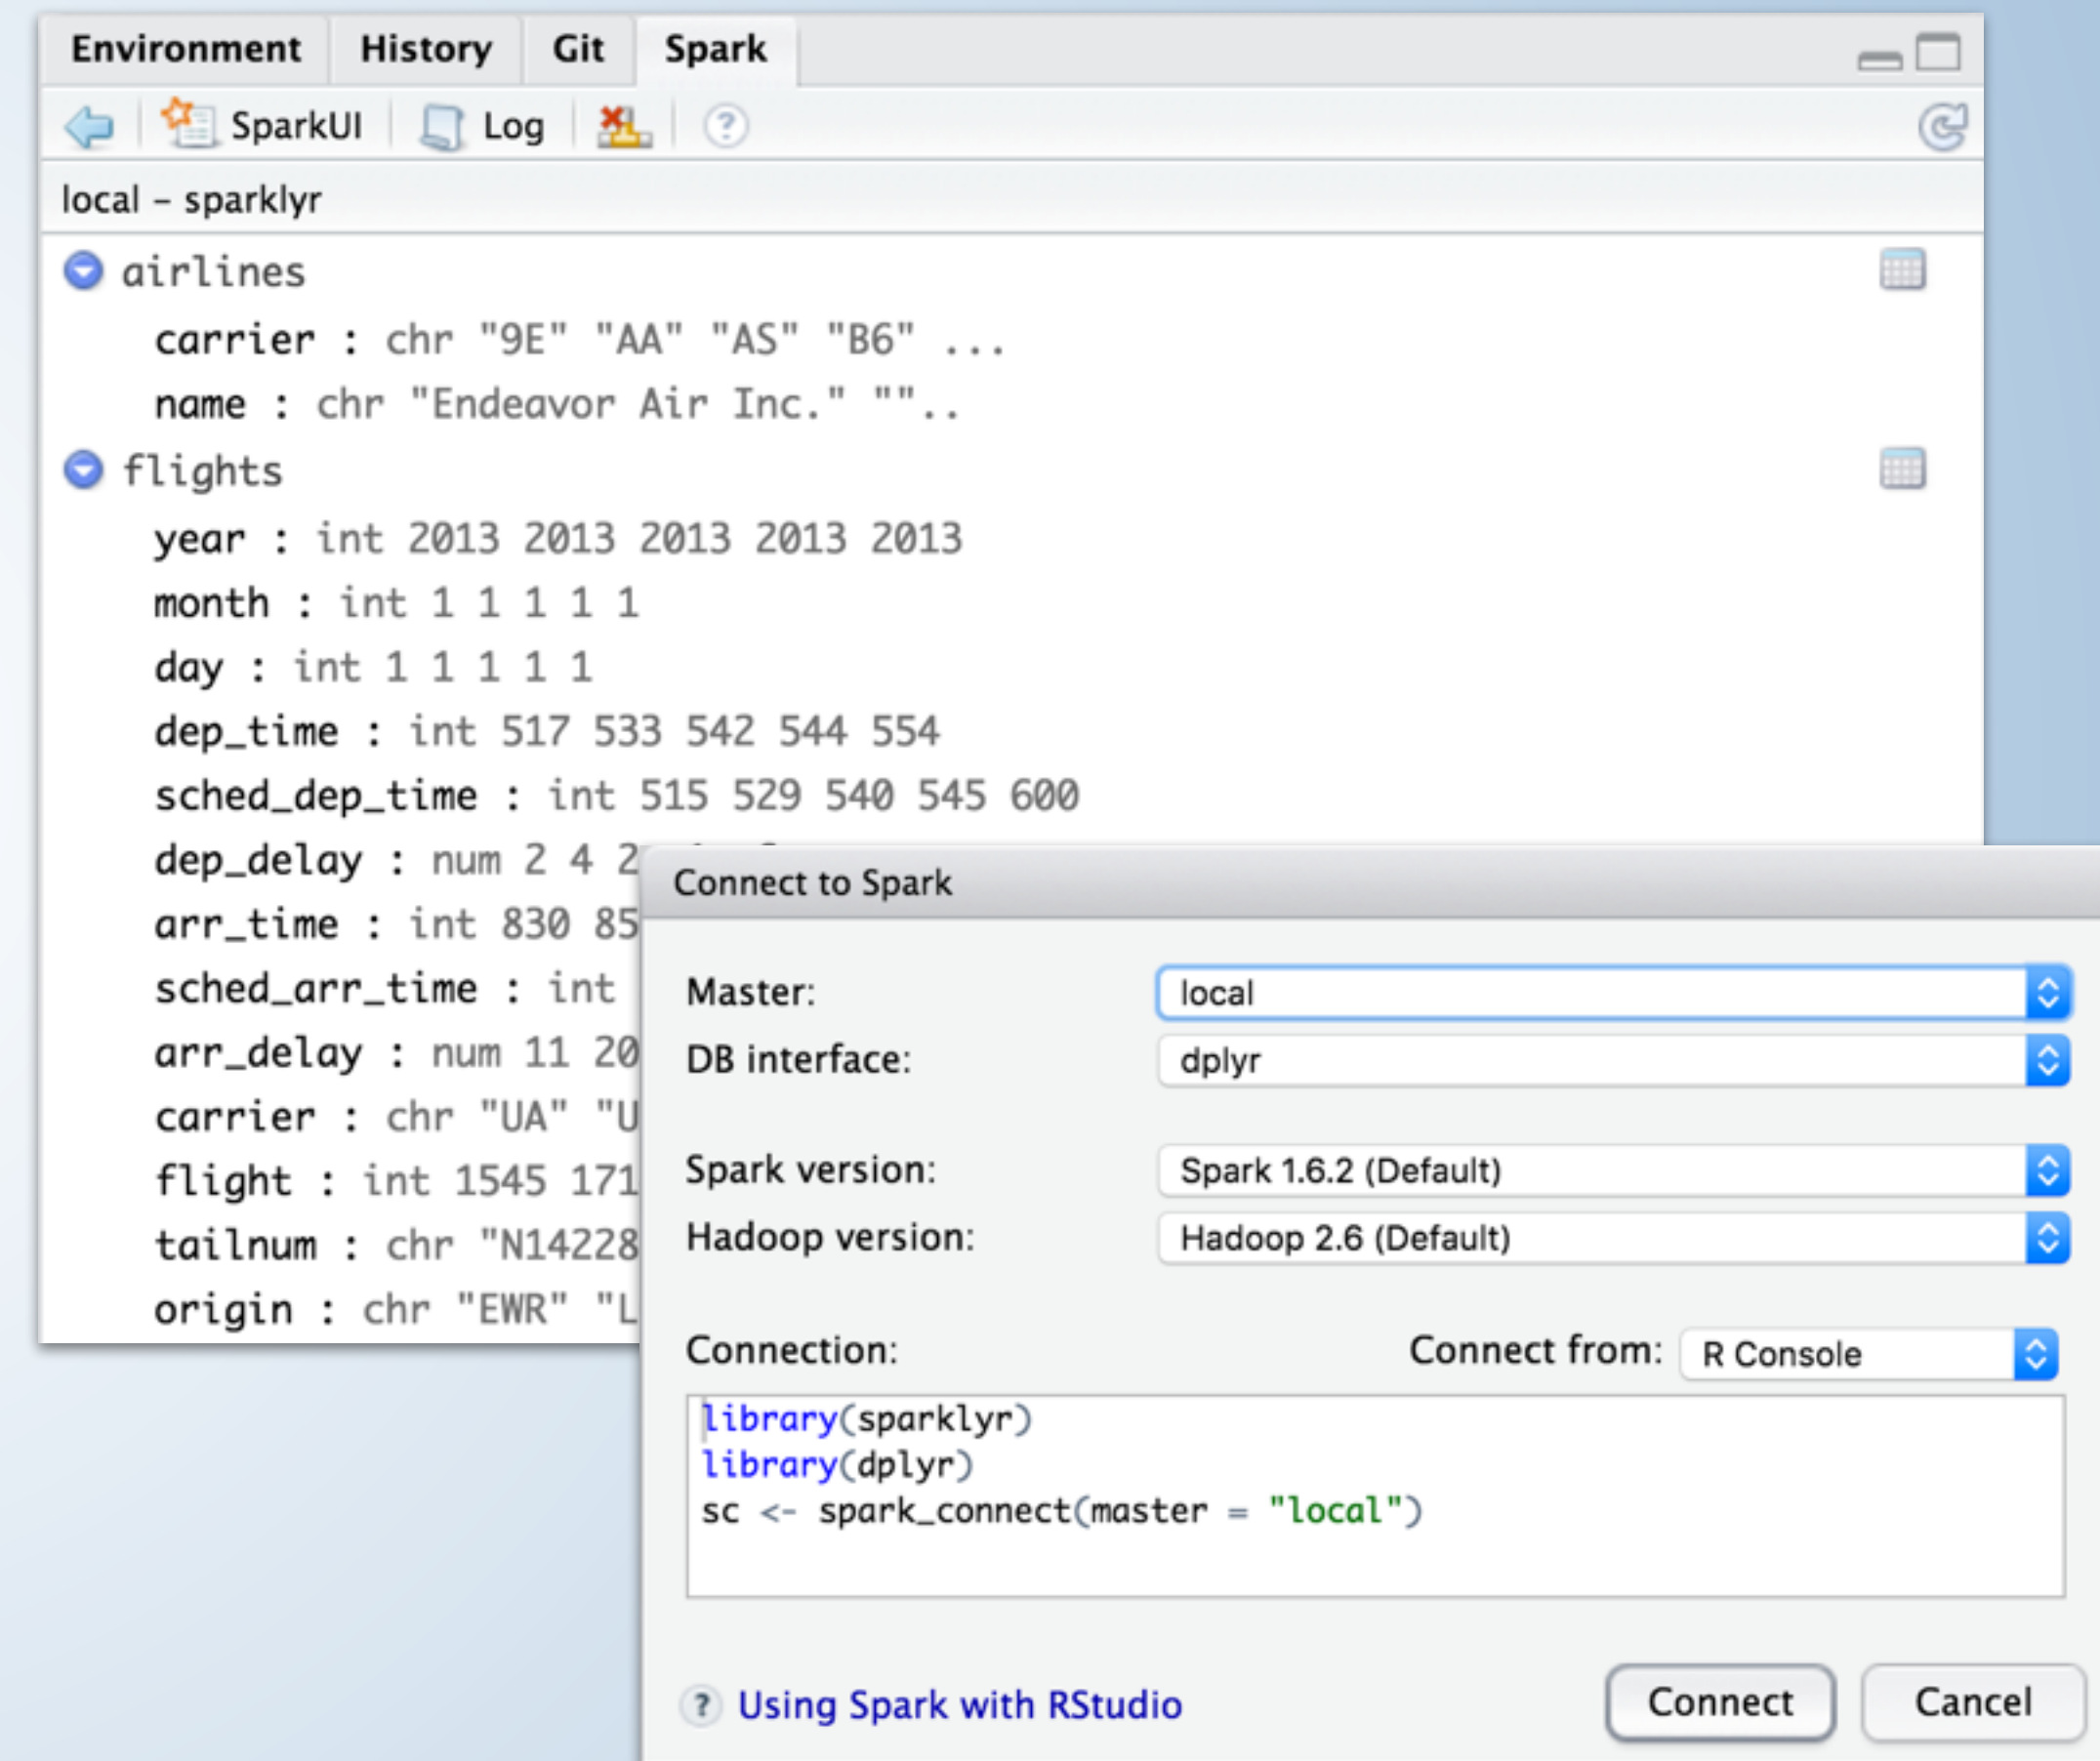 Environment History Git Spark
SparkUI Log
local – sparklyr
airlines
carrier : chr "9E" "AA" "AS" "B6" ...
name : chr "Endeavor Air Inc." ""..
flights
year : int 2013 2013 2013 2013 2013
month : int 1 1 1 1 1
day : int 1 1 1 1 1
dep_time : int 517 533 542 544 554
sched_dep_time : int 515 529 540 545 600
dep_delay : num 2 4 2
arr_time : int 830 85
sched_arr_time : int
arr_delay : num 11 20
carrier : chr "UA" "U
flight : int 1545 171
tailnum : chr "N14228
origin : chr "EWR" "L
Connect to Spark
Master: local
DB interface: dplyr
Spark version: Spark 1.6.2 (Default)
Hadoop version: Hadoop 2.6 (Default)
Connection: Connect from: R Console
library(sparklyr)
library(dplyr)
sc <- spark_connect(master = "local")
? Using Spark with RStudio
Connect Cancel